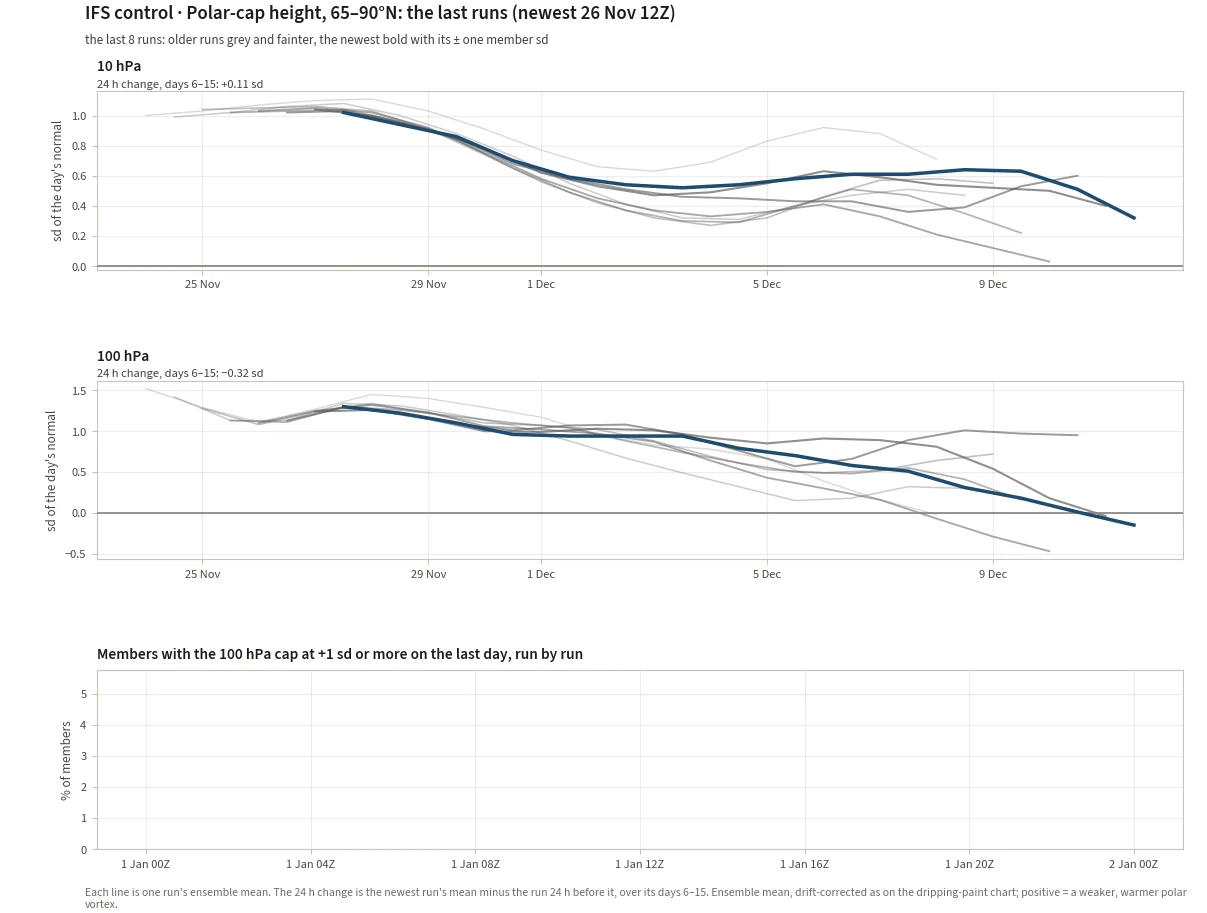 IFS control · Polar-cap height, 65–90°N: the last runs (newest 26 Nov 12Z)
the last 8 runs: older runs grey and fainter, the newest bold with its ± one member sd
10 hPa
24 h change, days 6–15: +0.11 sd
sd of the day's normal
1.0
0.8
0.6
0.4
0.2
0.0
25 Nov
29 Nov
1 Dec
5 Dec
9 Dec
100 hPa
24 h change, days 6–15: −0.32 sd
sd of the day's normal
1.5
1.0
0.5
0.0
−0.5
25 Nov
29 Nov
1 Dec
5 Dec
9 Dec
Members with the 100 hPa cap at +1 sd or more on the last day, run by run
% of members
5
4
3
2
1
0
1 Jan 00Z
1 Jan 04Z
1 Jan 08Z
1 Jan 12Z
1 Jan 16Z
1 Jan 20Z
2 Jan 00Z
Each line is one run's ensemble mean. The 24 h change is the newest run's mean minus the run 24 h before it, over its days 6–15. Ensemble mean, drift-corrected as on the dripping-paint chart; positive = a weaker, warmer polar
vortex.